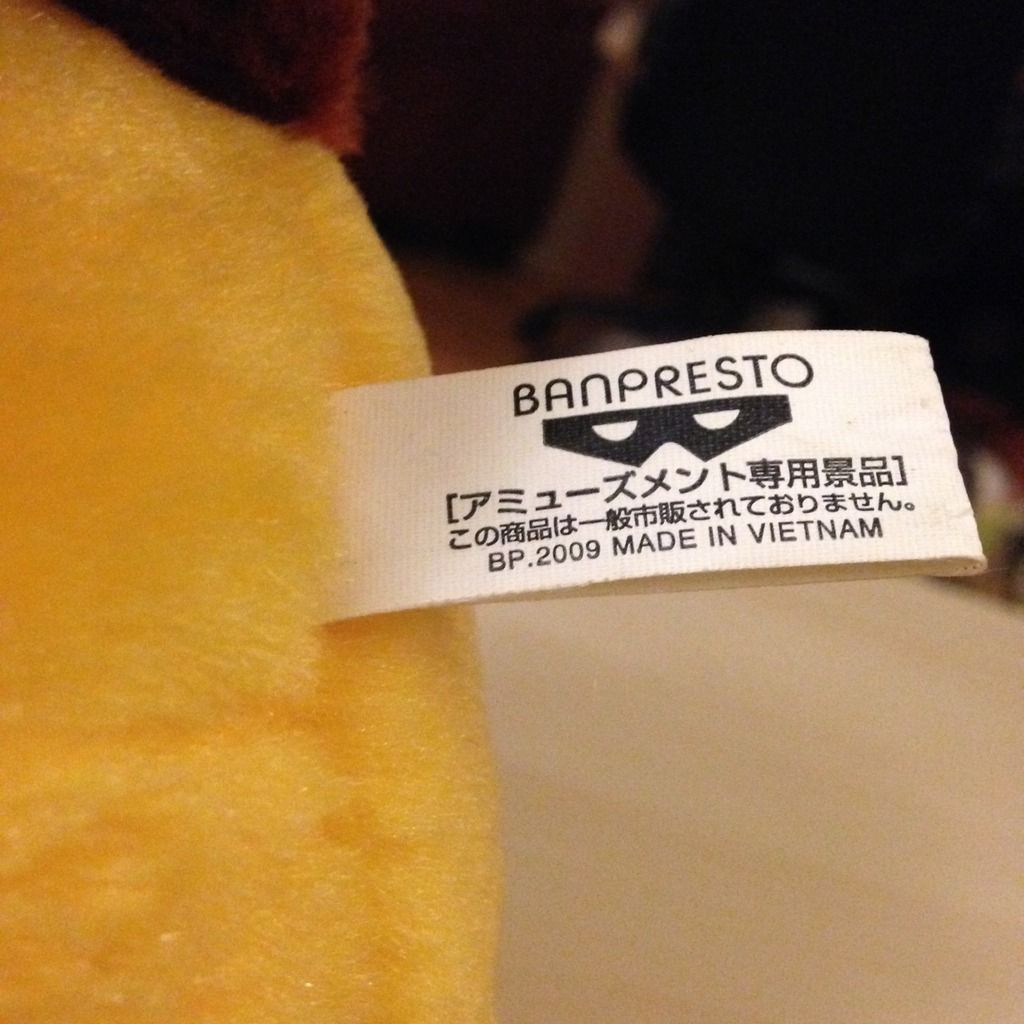 BANPRESTO
[アミューズメント専用景品]
この商品は一般市販されておりません。
BP.2009 MADE IN VIETNAM